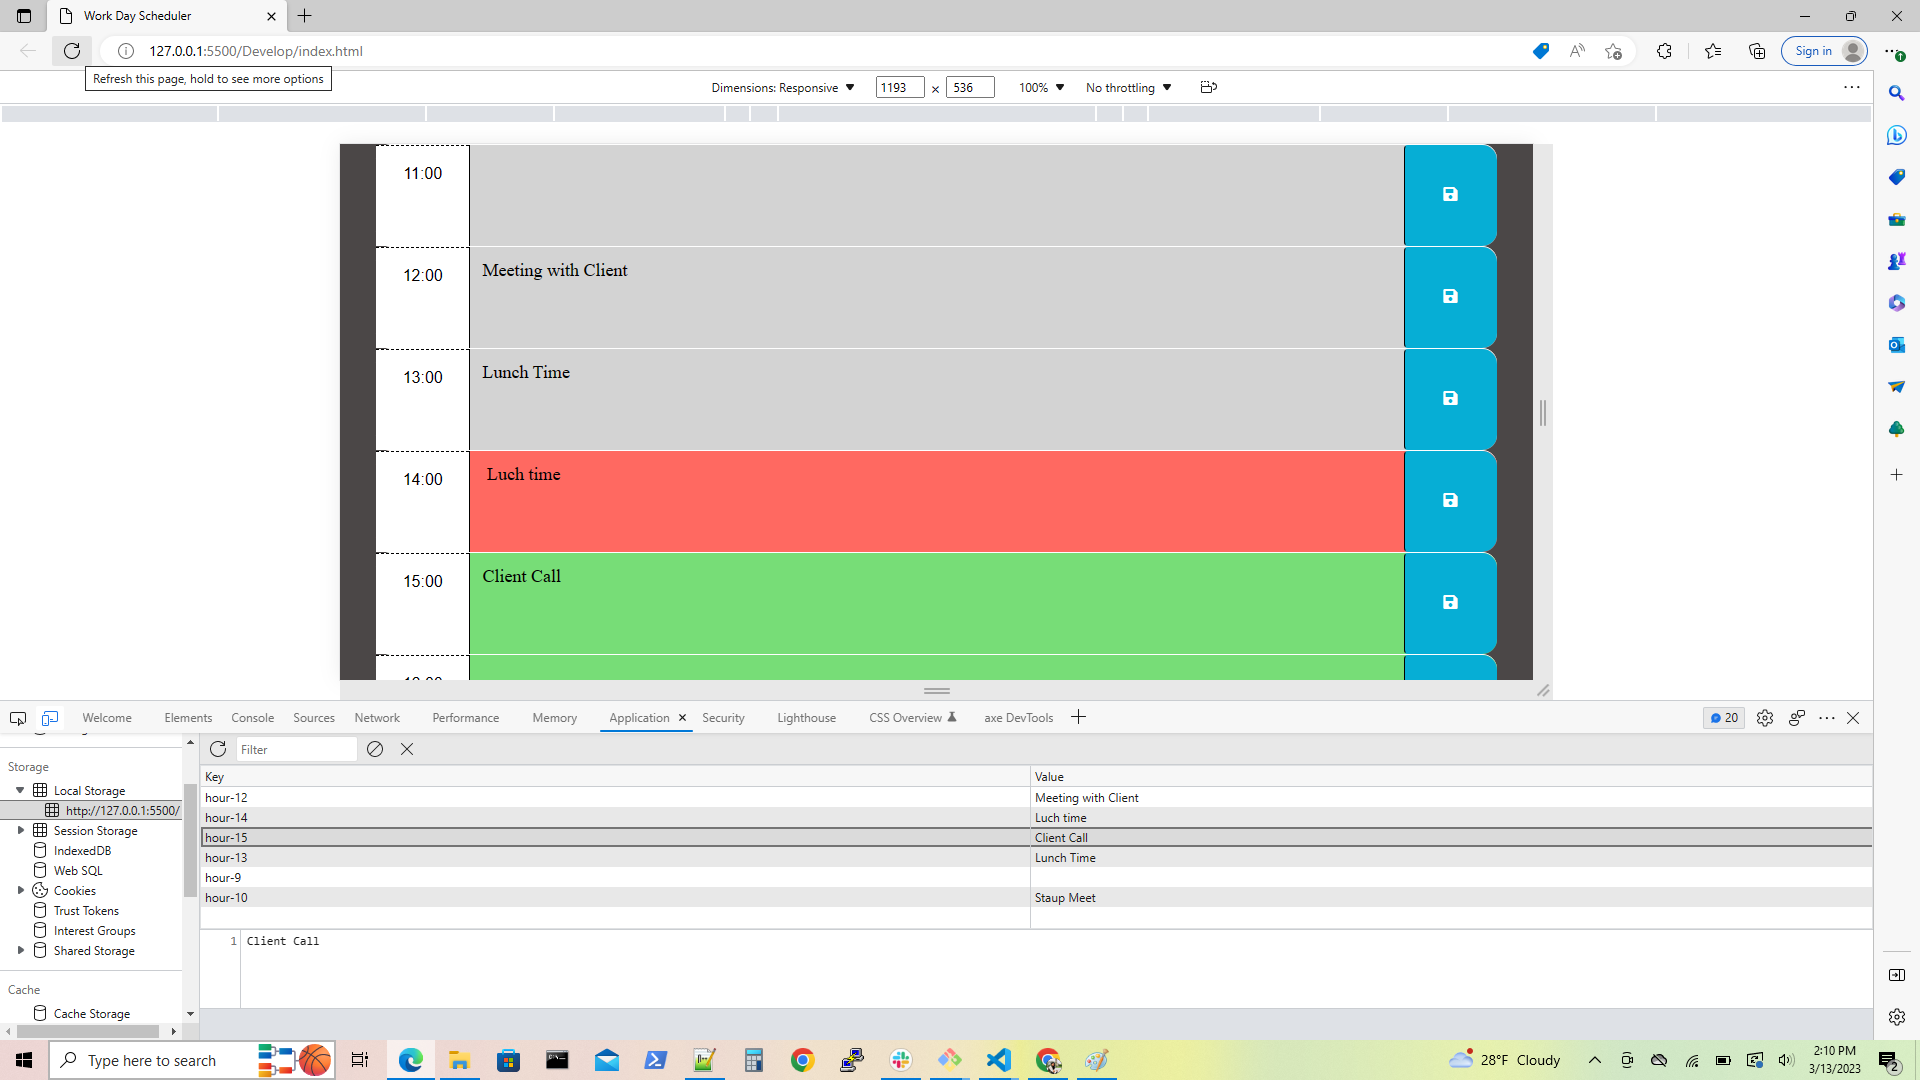 Work Day Scheduler
127.0.0.1:5500/Develop/index.html
Sign in
Refresh this page, hold to see more options
Dimensions: Responsive 1193 × 536 100% No throttling
11:00
12:00 Meeting with Client
13:00 Lunch Time
14:00 Luch time
15:00 Client Call
Welcome Elements Console Sources Network Performance Memory Application Security Lighthouse CSS Overview axe DevTools 20
Filter
Storage
Local Storage
http://127.0.0.1:5500/
Session Storage
IndexedDB
Web SQL
Cookies
Trust Tokens
Interest Groups
Shared Storage
Cache
Cache Storage
Key Value
hour-12 Meeting with Client
hour-14 Luch time
hour-15 Client Call
hour-13 Lunch Time
hour-9
hour-10 Staup Meet
1 Client Call
Type here to search
28°F Cloudy
2:10 PM
3/13/2023
2